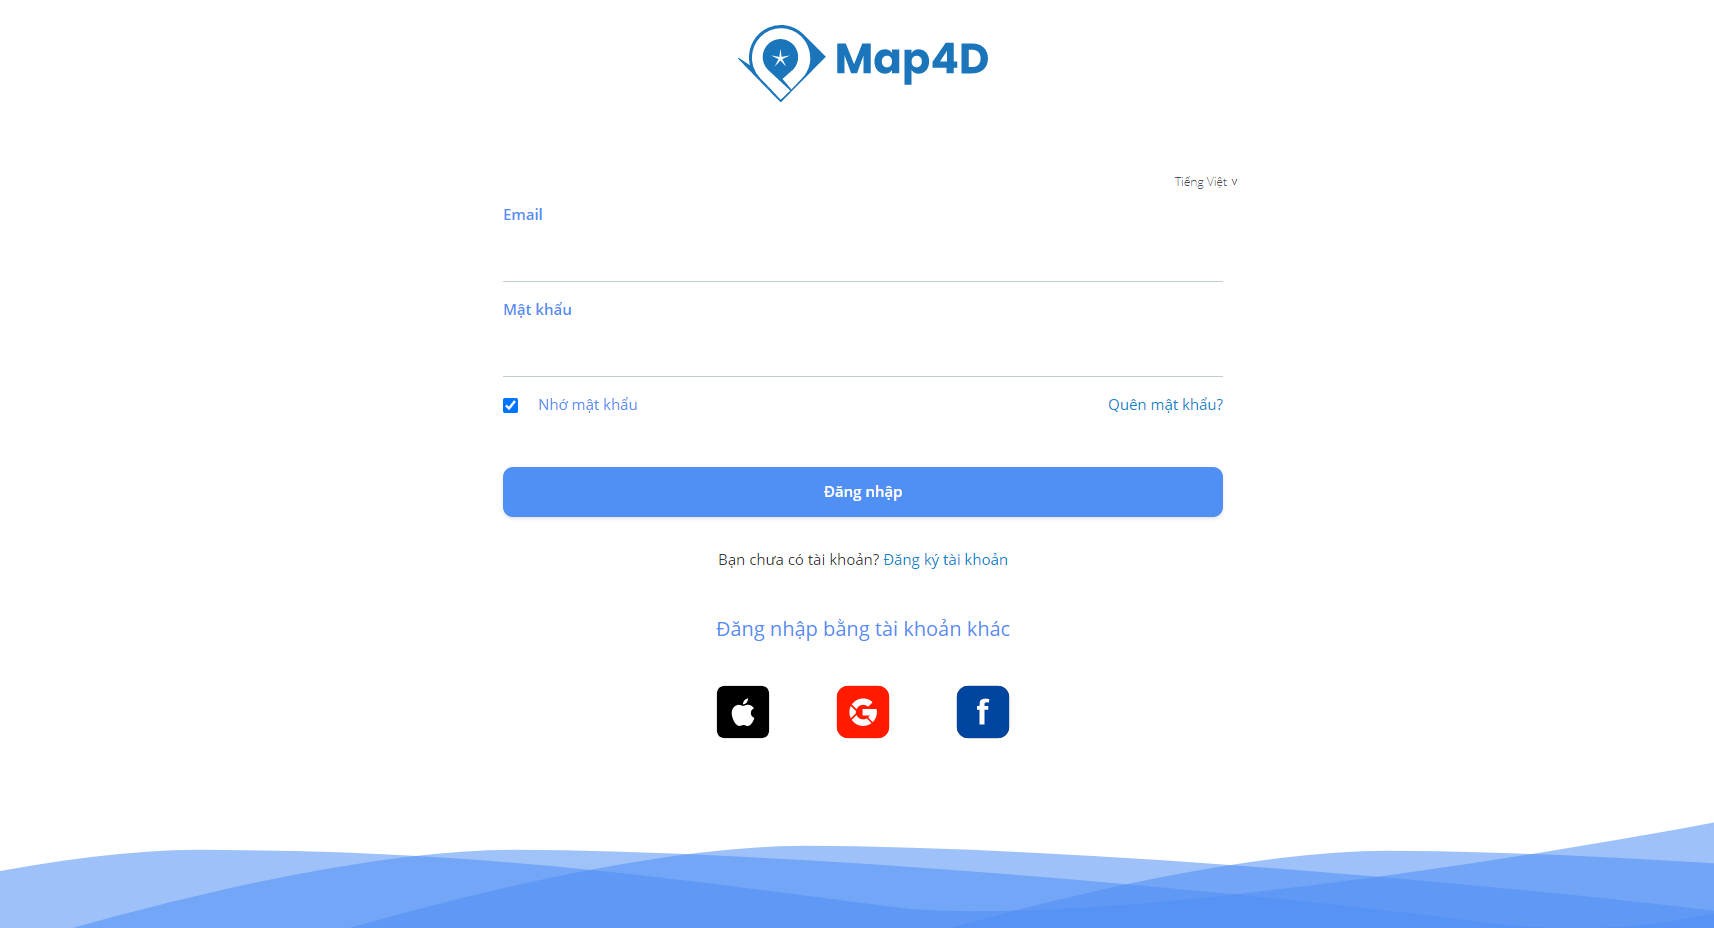 Map4D
Tiếng Việt v
Email
Mật khẩu
Nhớ mật khẩu
Quên mật khẩu?
Đăng nhập
Bạn chưa có tài khoản? Đăng ký tài khoản
Đăng nhập bằng tài khoản khác